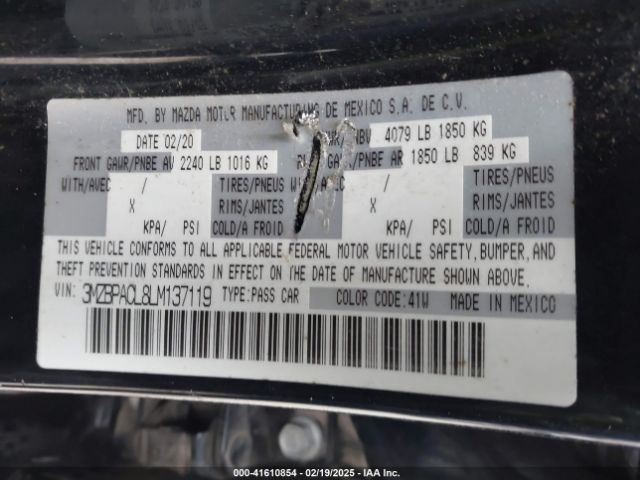 MFD. BY MAZDA MOTOR MANUFACTURING DE MEXICO S.A. DE C.V.
DATE 02/20 4079 LB 1850 KG
FRONT GAWR/PNBE AV 2240 LB 1016 KG GAWR/PNBE AR 1850 LB 839 KG
WITH/AVEC / TIRES/PNEUS / TIRES/PNEUS
X RIMS/JANTES X RIMS/JANTES
KPA/ PSI COLD/A FROID KPA/ PSI COLD/A FROID
THIS VEHICLE CONFORMS TO ALL APPLICABLE FEDERAL MOTOR VEHICLE SAFETY, BUMPER, AND
THEFT PREVENTION STANDARDS IN EFFECT ON THE DATE OF MANUFACTURE SHOWN ABOVE.
VIN: 3MZBPACL8LM137119 TYPE:PASS CAR COLOR CODE:41W MADE IN MEXICO
000-41610854 - 02/19/2025 - IAA Inc.